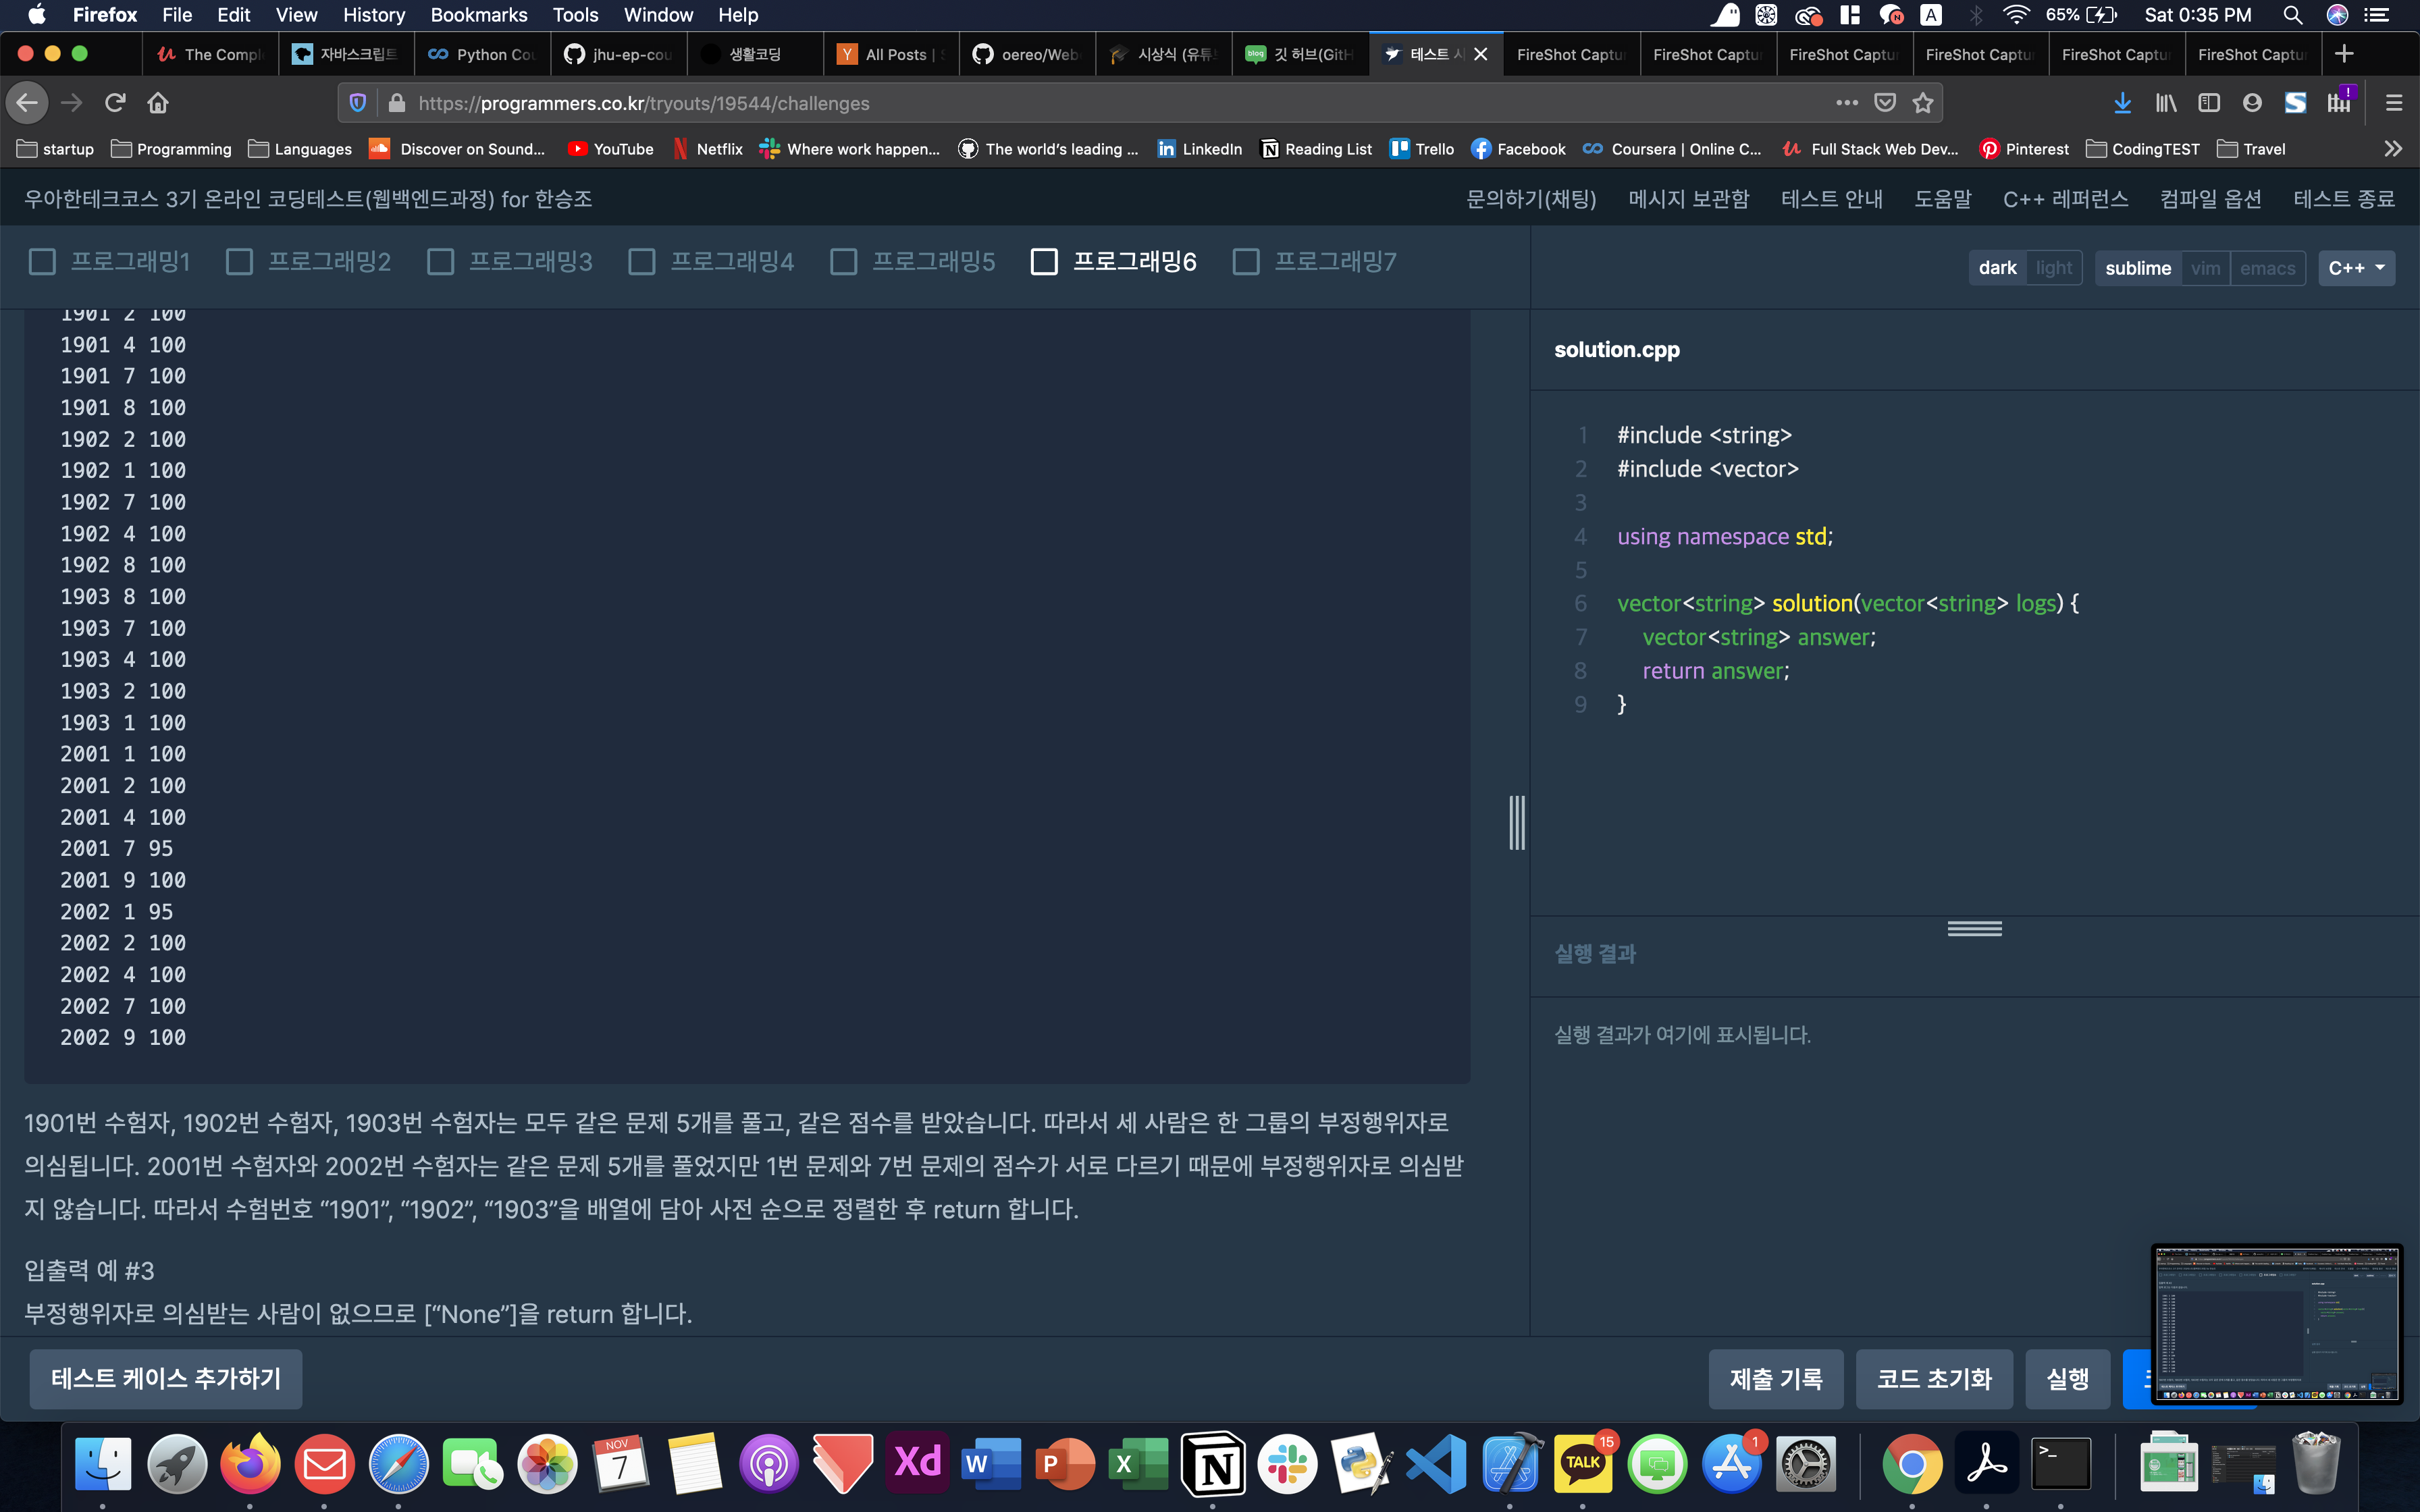 Firefox File Edit View History Bookmarks Tools Window Help
65% Sat 0:35 PM
The Compl 자바스크립트 Python Cou jhu-ep-cou 생활코딩 All Posts | oereo/Web 시상식 (유튜 깃 허브(GitH 테스트 FireShot Captur FireShot Captur FireShot Captur FireShot Captur FireShot Captur FireShot Captur
https://programmers.co.kr/tryouts/19544/challenges
startup Programming Languages Discover on Sound... YouTube Netflix Where work happen... The world's leading ... LinkedIn Reading List Trello Facebook Coursera | Online C... Full Stack Web Dev... Pinterest CodingTEST Travel
우아한테크코스 3기 온라인 코딩테스트(웹백엔드과정) for 한승조
문의하기(채팅) 메시지 보관함 테스트 안내 도움말 C++ 레퍼런스 컴파일 옵션 테스트 종료
프로그래밍1 프로그래밍2 프로그래밍3 프로그래밍4 프로그래밍5 프로그래밍6 프로그래밍7
dark light sublime vim emacs C++
1901 2 100
1901 4 100
1901 7 100
1901 8 100
1902 2 100
1902 1 100
1902 7 100
1902 4 100
1902 8 100
1903 8 100
1903 7 100
1903 4 100
1903 2 100
1903 1 100
2001 1 100
2001 2 100
2001 4 100
2001 7 95
2001 9 100
2002 1 95
2002 2 100
2002 4 100
2002 7 100
2002 9 100
1901번 수험자, 1902번 수험자, 1903번 수험자는 모두 같은 문제 5개를 풀고, 같은 점수를 받았습니다. 따라서 세 사람은 한 그룹의 부정행위자로
의심됩니다. 2001번 수험자와 2002번 수험자는 같은 문제 5개를 풀었지만 1번 문제와 7번 문제의 점수가 서로 다르기 때문에 부정행위자로 의심받
지 않습니다. 따라서 수험번호 “1901”, “1902”, “1903”을 배열에 담아 사전 순으로 정렬한 후 return 합니다.
입출력 예 #3
부정행위자로 의심받는 사람이 없으므로 [“None”]을 return 합니다.
solution.cpp
1 #include <string>
2 #include <vector>
3
4 using namespace std;
5
6 vector<string> solution(vector<string> logs) {
7 vector<string> answer;
8 return answer;
9 }
실행 결과
실행 결과가 여기에 표시됩니다.
테스트 케이스 추가하기
제출 기록 코드 초기화 실행
NOV
7
Xd W P X N TALK 15 1